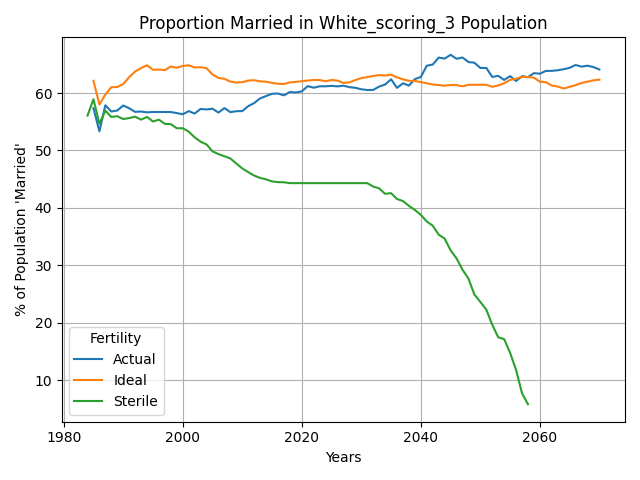 Proportion Married in White_scoring_3 Population
% of Population 'Married'
60
50
40
30
20
10
Fertility
Actual
Ideal
Sterile
1980
2000
2020
2040
2060
Years